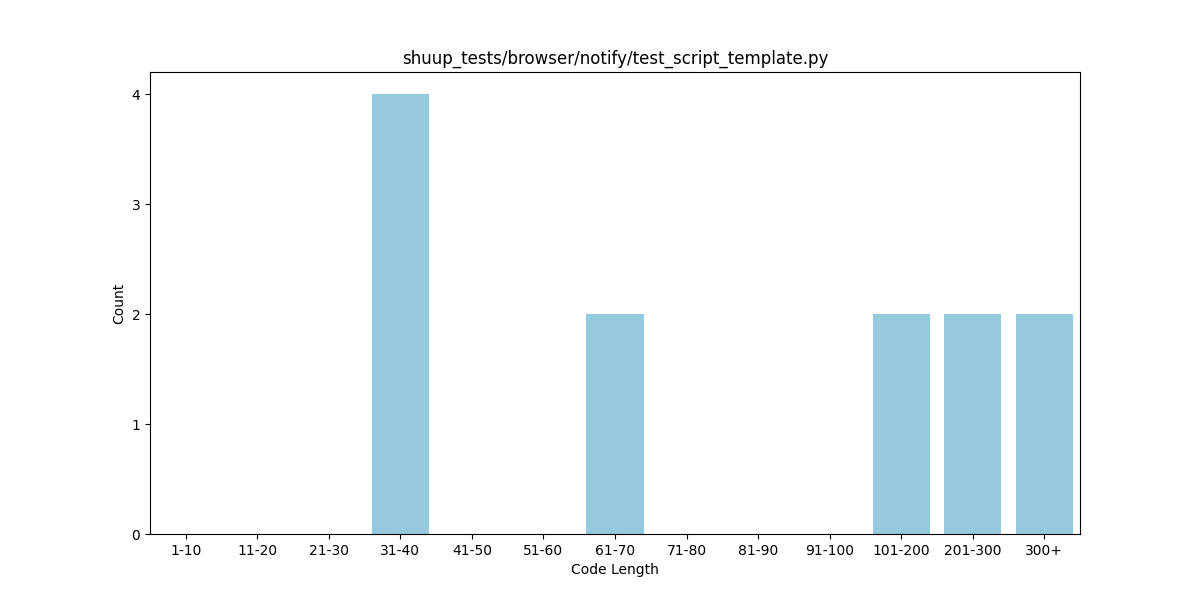 shuup_tests/browser/notify/test_script_template.py
4
3
2
1
0
Count
1-10 11-20 21-30 31-40 41-50 51-60 61-70 71-80 81-90 91-100 101-200 201-300 300+
Code Length